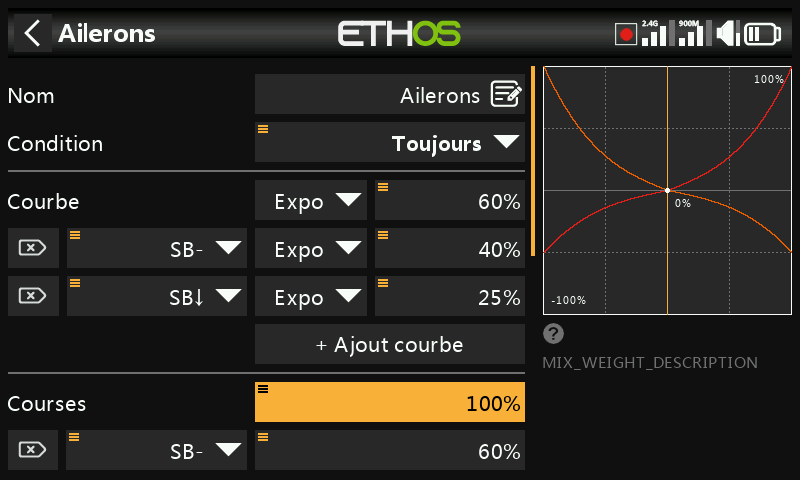 Ailerons ETHOS 2.4G 900M
Nom Ailerons
Condition Toujours
Courbe Expo 60%
SB- Expo 40%
SB↓ Expo 25%
+ Ajout courbe
Courses 100%
SB- 60%
100%
0%
-100%
?
MIX_WEIGHT_DESCRIPTION